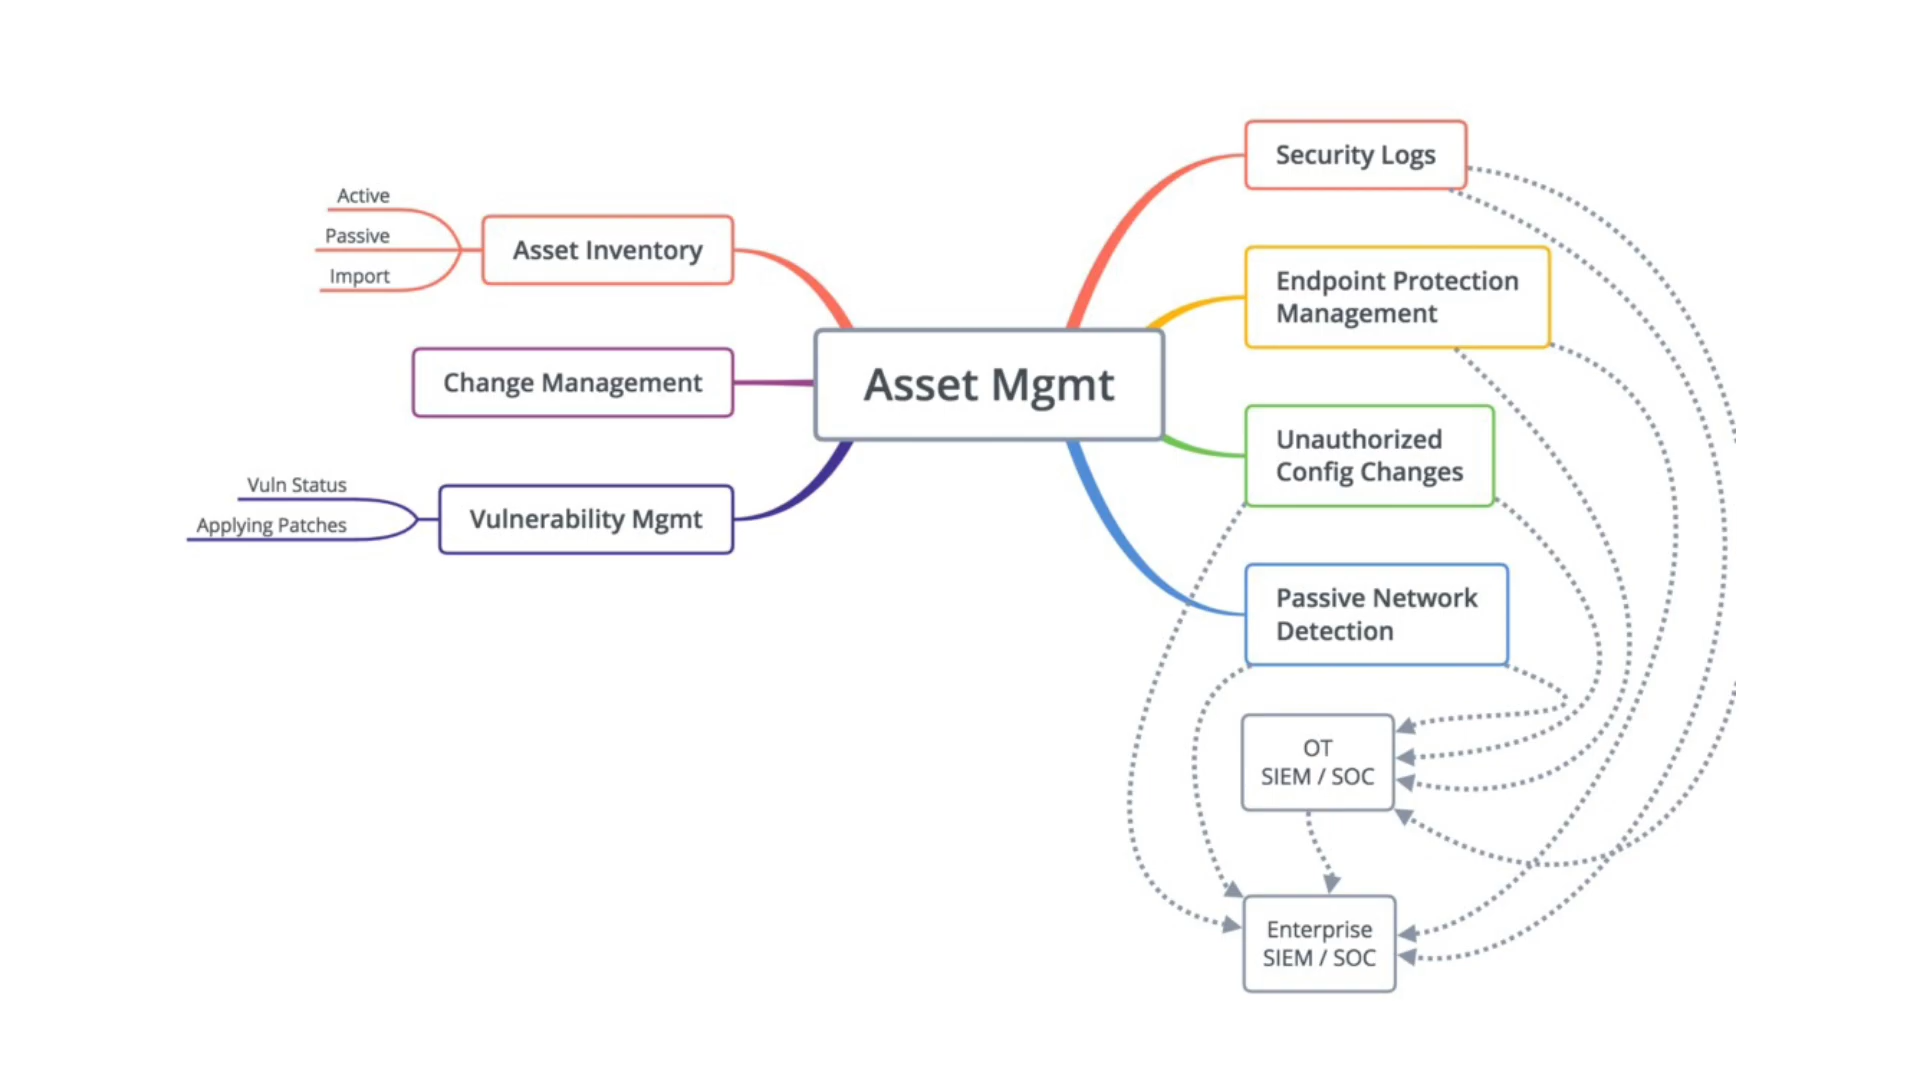 Active
Passive
Import
Asset Inventory
Change Management
Vuln Status
Applying Patches
Vulnerability Mgmt
Asset Mgmt
Security Logs
Endpoint Protection
Management
Unauthorized
Config Changes
Passive Network
Detection
OT
SIEM / SOC
Enterprise
SIEM / SOC